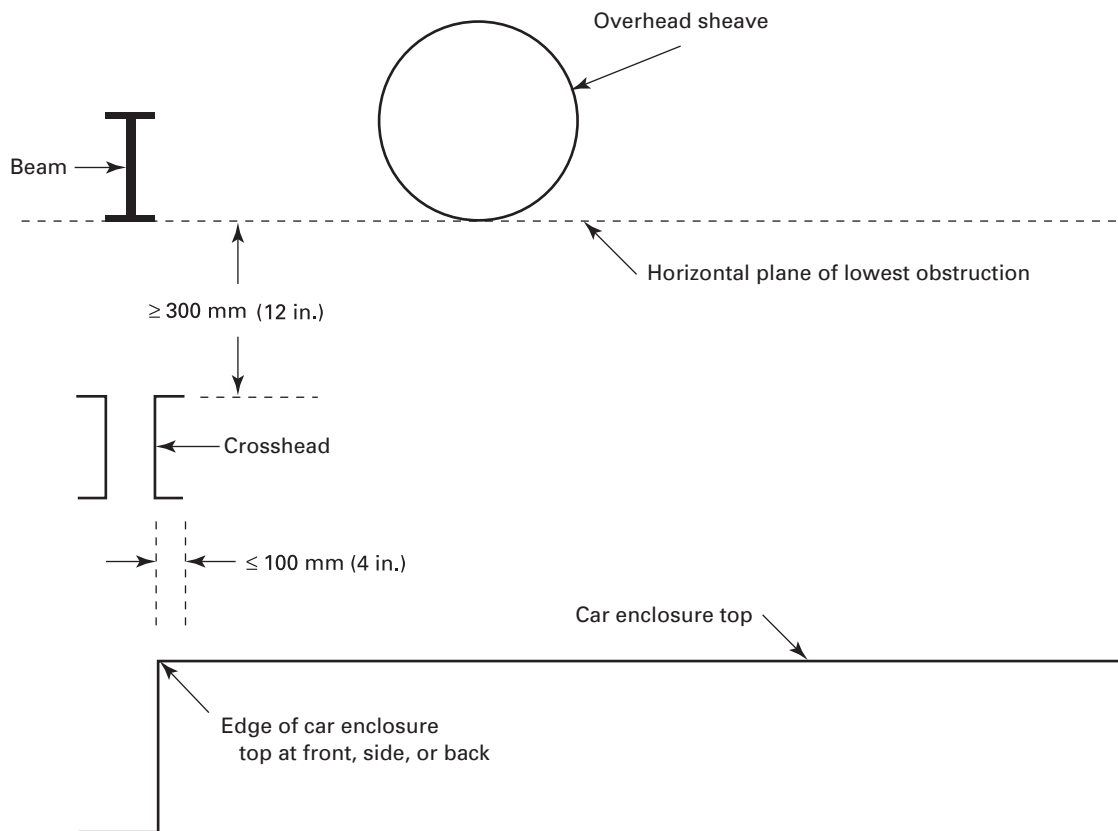 Overhead sheave
Beam
Horizontal plane of lowest obstruction
≥ 300 mm (12 in.)
Crosshead
≤ 100 mm (4 in.)
Car enclosure top
Edge of car enclosure
top at front, side, or back